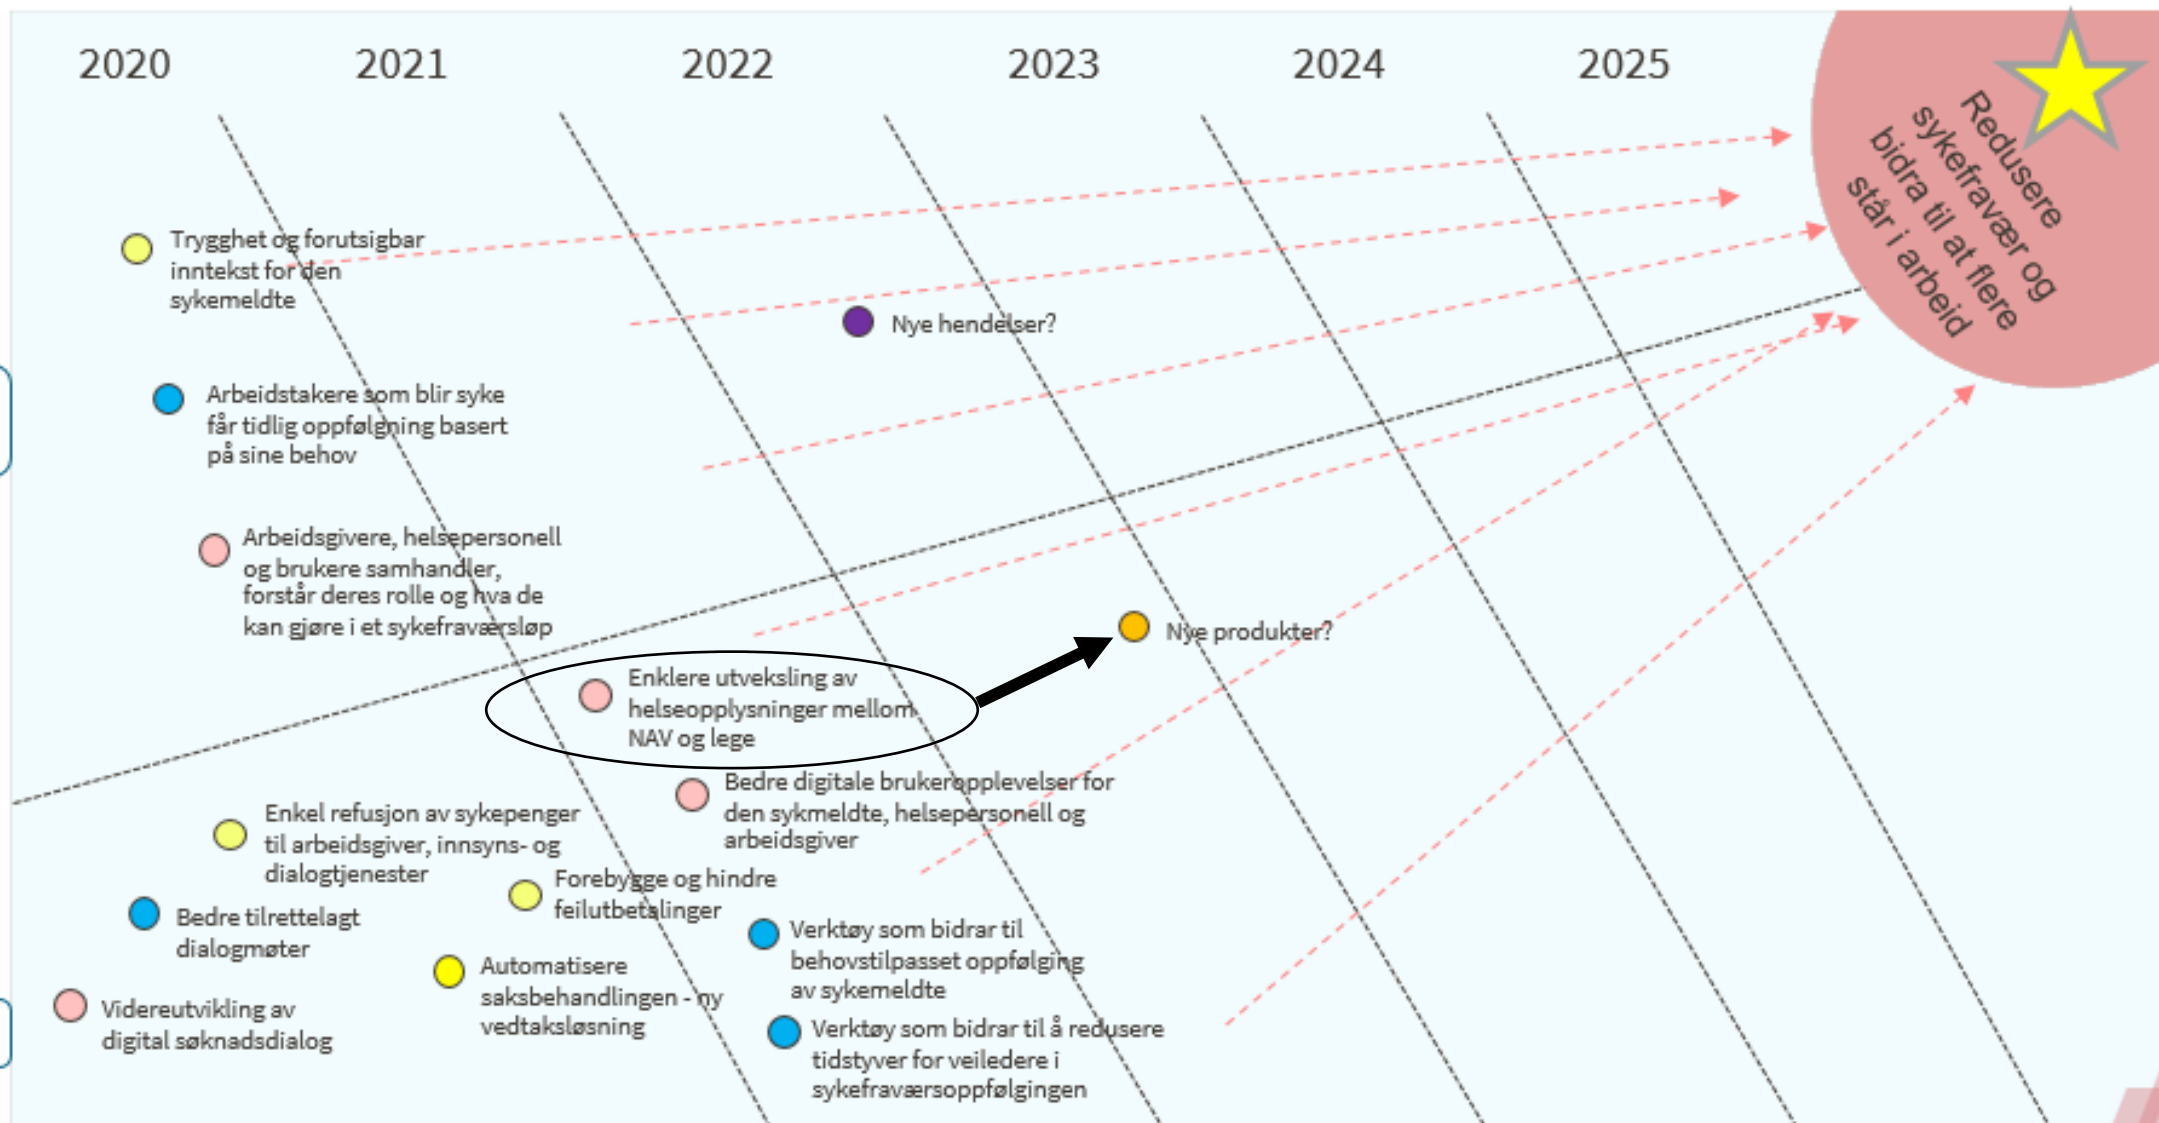 2020 2021 2022 2023 2024 2025
Redusere
sykefravær og
bidra til at flere
står i arbeid
Trygghet og forutsigbar
inntekst for den
sykemeldte
Nye hendelser?
Arbeidstakere som blir syke
får tidlig oppfølgning basert
på sine behov
Arbeidsgivere, helsepersonell
og brukere samhandler,
forstår deres rolle og hva de
kan gjøre i et sykefraværsløp
Nye produkter?
Enklere utveksling av
helseopplysninger mellom
NAV og lege
Bedre digitale brukeropplevelser for
den sykmeldte, helsepersonell og
arbeidsgiver
Enkel refusjon av sykepenger
til arbeidsgiver, innsyns- og
dialogtjenester
Forebygge og hindre
feilutbetalinger
Bedre tilrettelagt
dialogmøter
Verktøy som bidrar til
behovstilpasset oppfølging
av sykemeldte
Automatisere
saksbehandlingen - ny
vedtaksløsning
Videreutvikling av
digital søknadsdialog
Verktøy som bidrar til å redusere
tidstyver for veiledere i
sykefraværsoppfølgingen